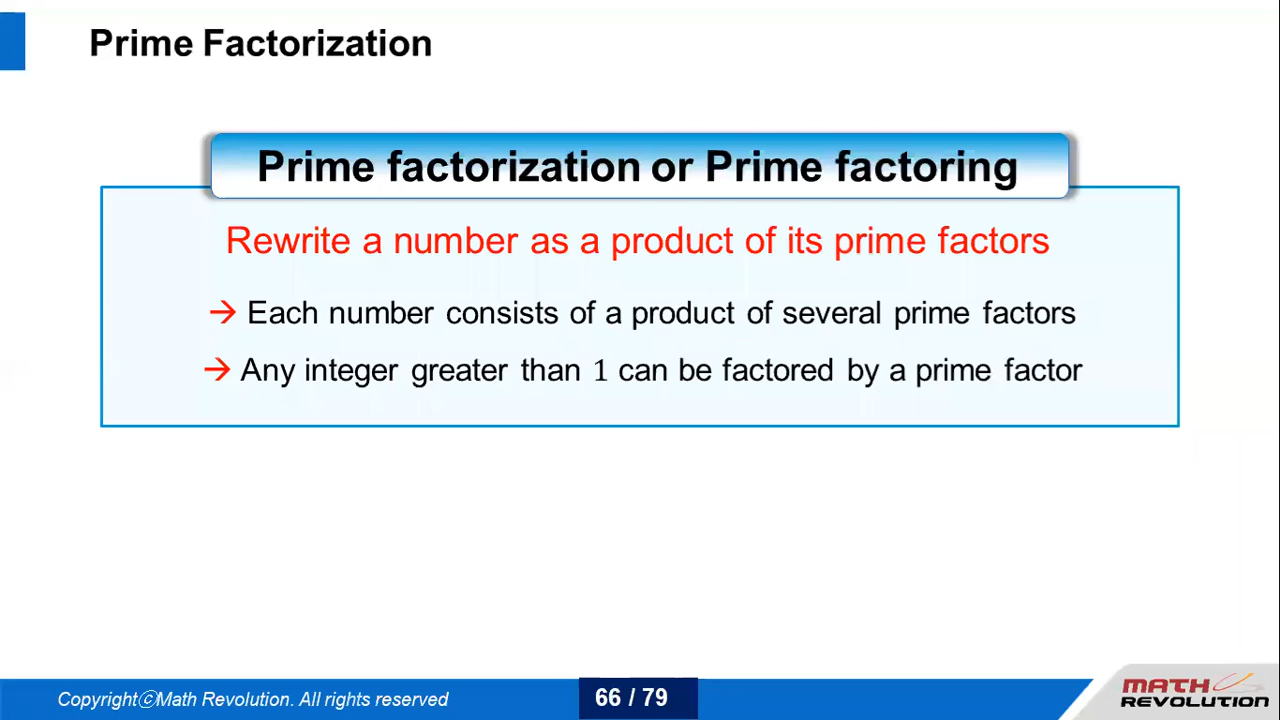 Prime Factorization
Prime factorization or Prime factoring
Rewrite a number as a product of its prime factors
→ Each number consists of a product of several prime factors
→ Any integer greater than 1 can be factored by a prime factor
CopyrightⓒMath Revolution. All rights reserved
66 / 79
MATH
REVOLUTION